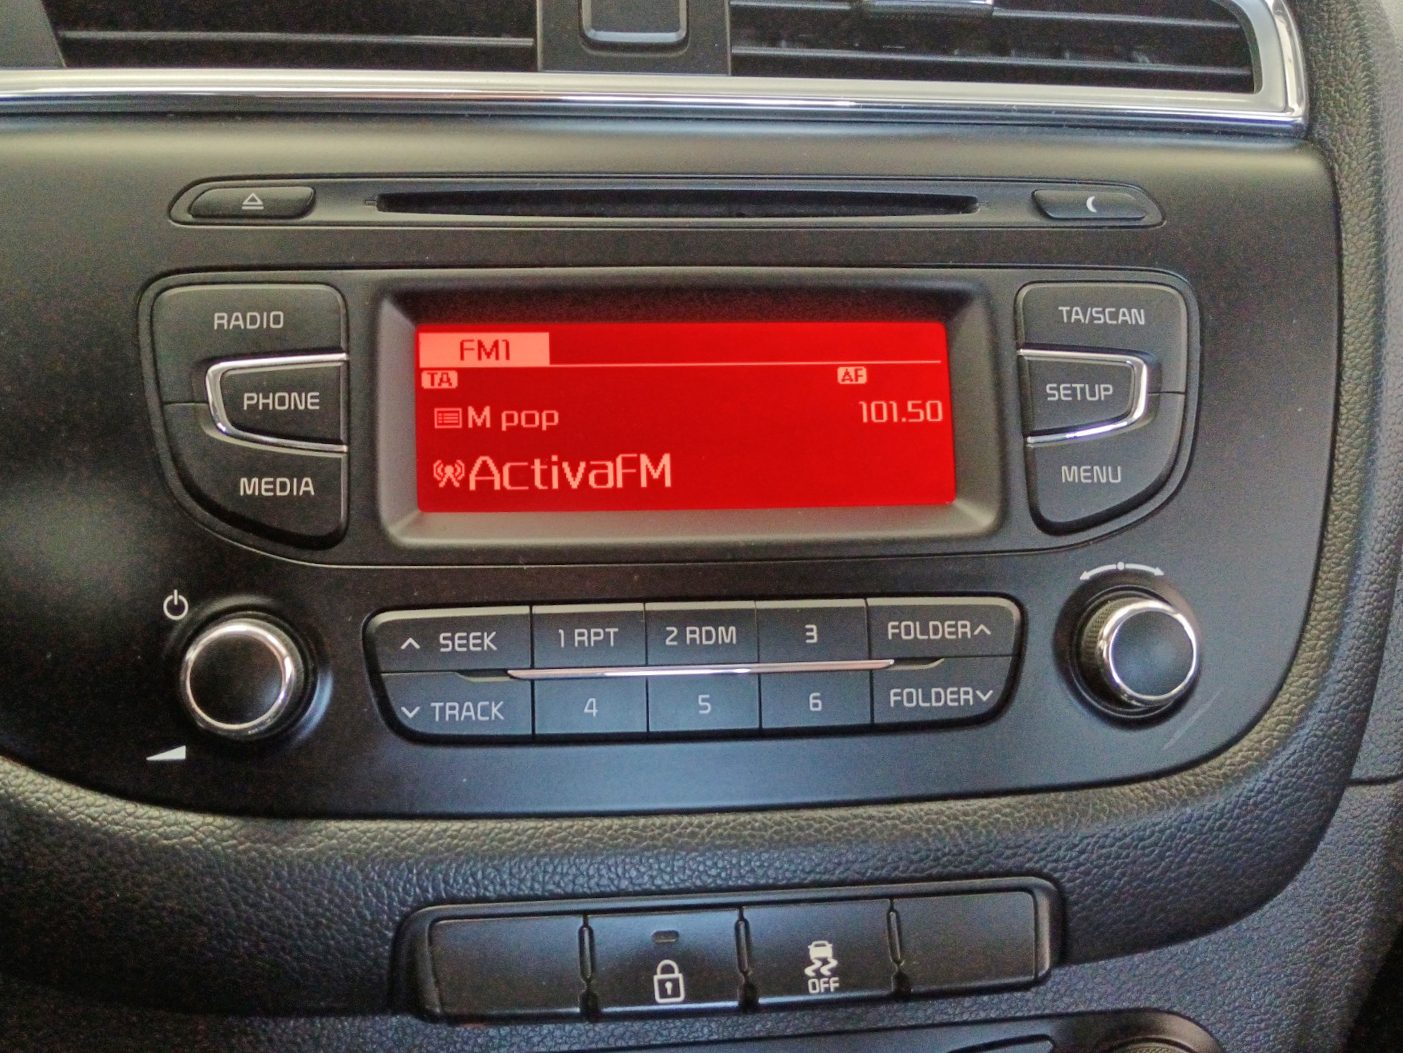 RADIO
PHONE
MEDIA
FM1
TA
AF
M pop
101.50
ActivaFM
TA/SCAN
SETUP
MENU
SEEK
1 RPT
2 RDM
3
FOLDER
TRACK
4
5
6
FOLDER
OFF